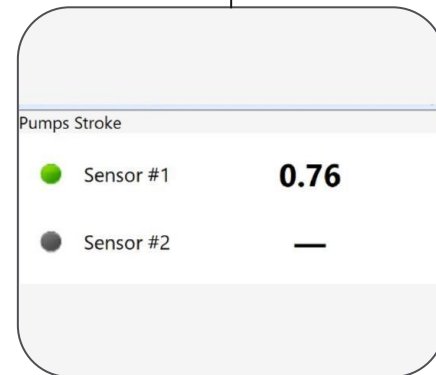 Pumps Stroke
Sensor #1 0.76
Sensor #2 —